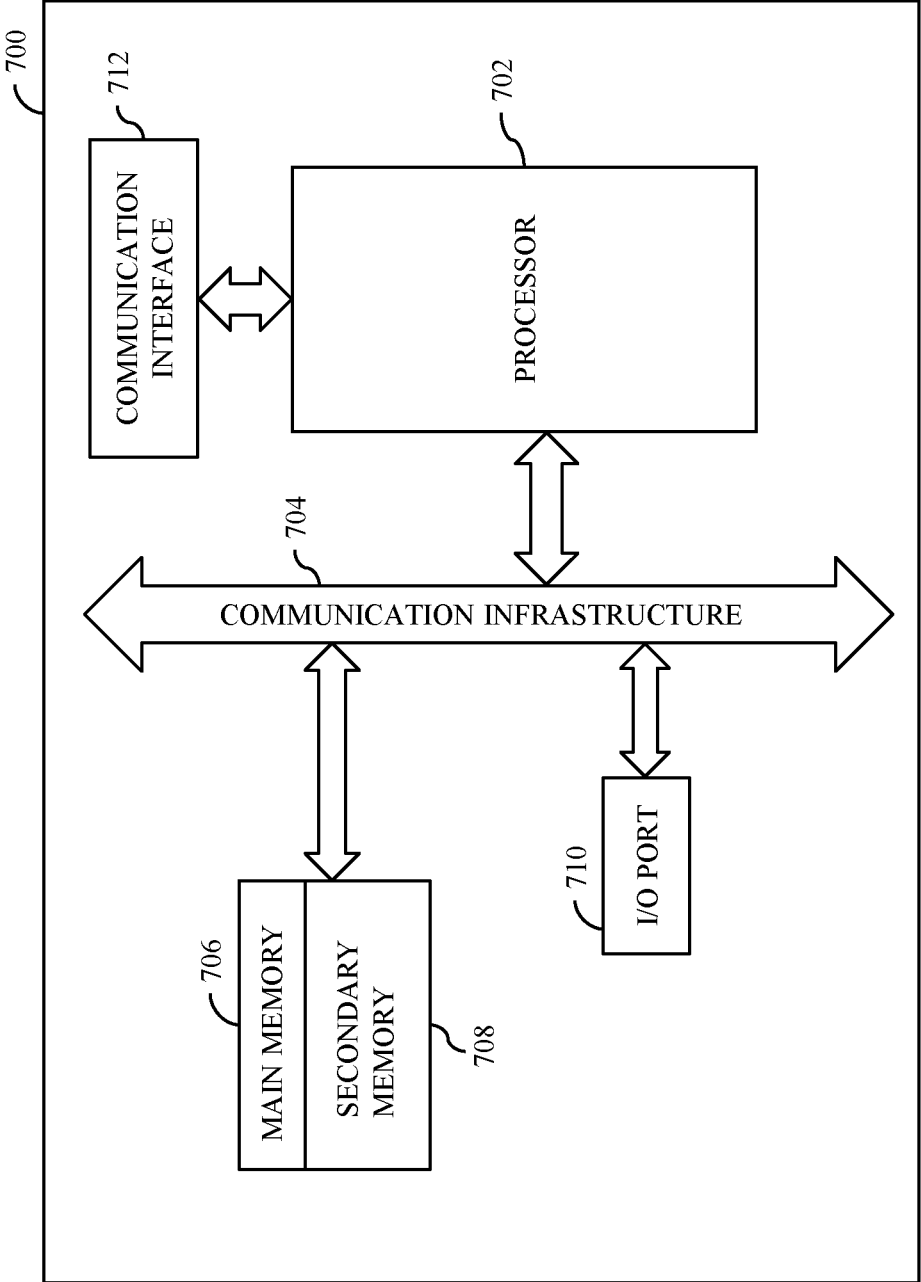 700
COMMUNICATION
INTERFACE
712
PROCESSOR
702
704
COMMUNICATION INFRASTRUCTURE
706
MAIN MEMORY
SECONDARY
MEMORY
708
710
I/O PORT